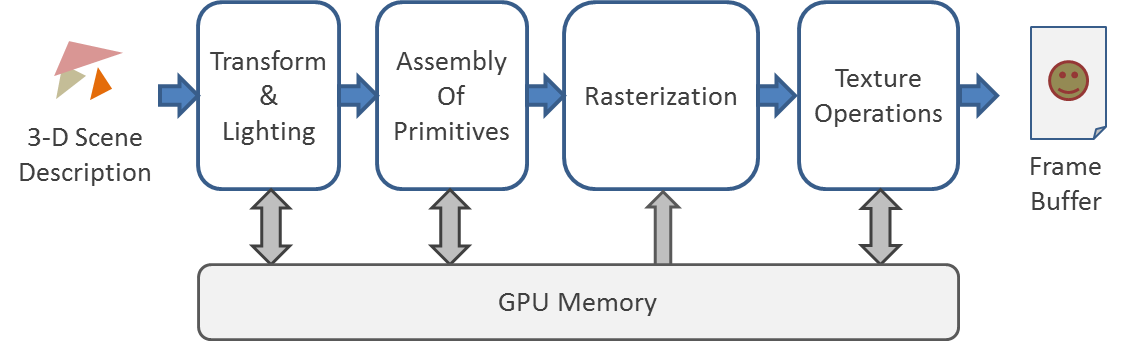 3-D Scene
Description
Transform
&
Lighting
Assembly
Of
Primitives
Rasterization
Texture
Operations
Frame
Buffer
GPU Memory